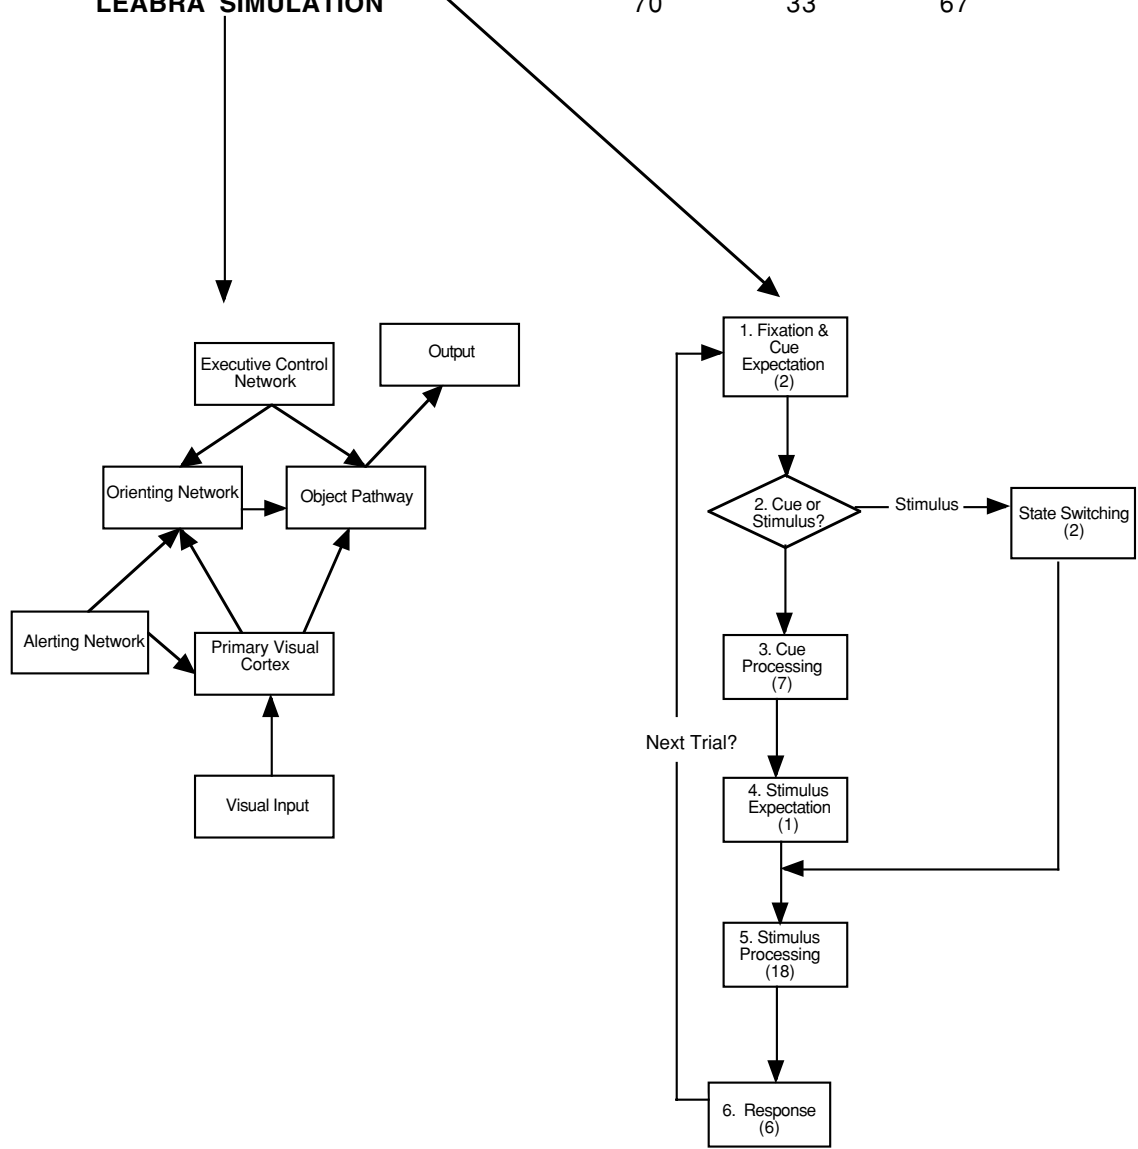 LEABRA SIMULATION 70 33 67
Executive Control
Network
Output
Orienting Network
Object Pathway
Alerting Network
Primary Visual
Cortex
Visual Input
1. Fixation &
Cue
Expectation
(2)
2. Cue or
Stimulus?
Stimulus
State Switching
(2)
3. Cue
Processing
(7)
Next Trial?
4. Stimulus
Expectation
(1)
5. Stimulus
Processing
(18)
6. Response
(6)